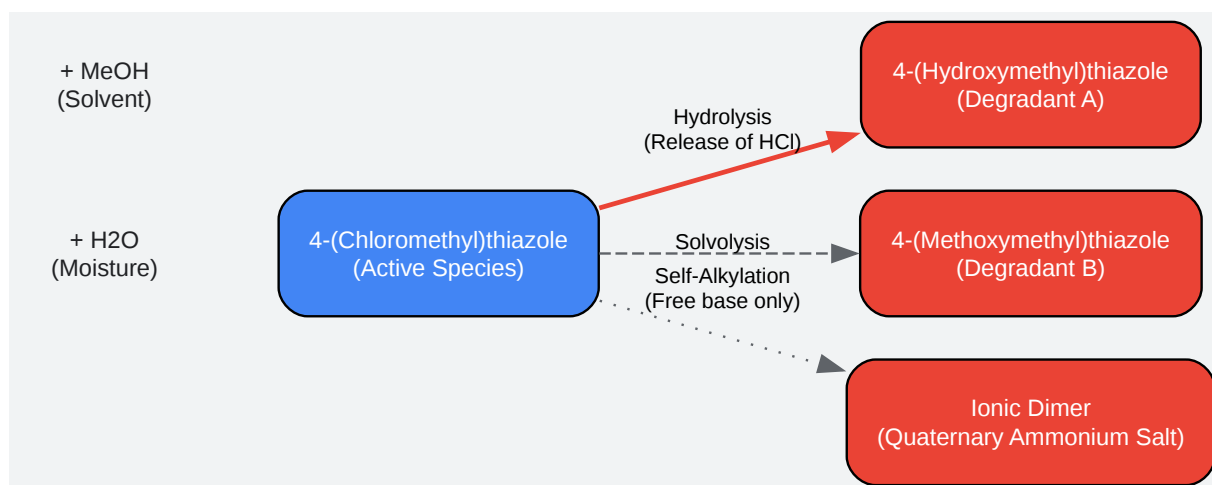 + MeOH
(Solvent)
4-(Hydroxymethyl)thiazole
(Degradant A)
Hydrolysis
(Release of HCl)
+ H2O
(Moisture)
4-(Chloromethyl)thiazole
(Active Species)
Solvolysis
4-(Methoxymethyl)thiazole
(Degradant B)
Self-Alkylation
(Free base only)
Ionic Dimer
(Quaternary Ammonium Salt)